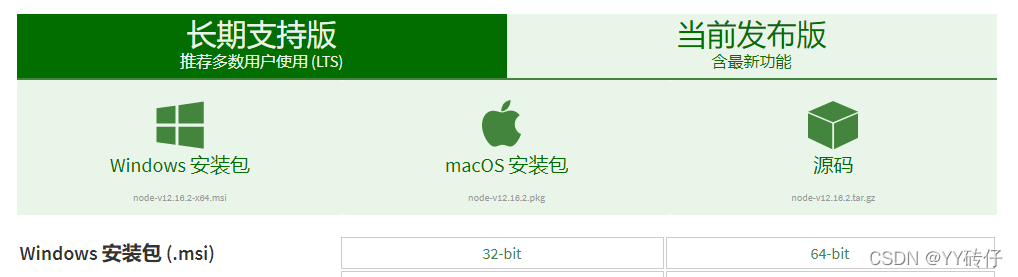 长期支持版
推荐多数用户使用 (LTS)
当前发布版
含最新功能
Windows 安装包
macOS 安装包
源码
node-v12.16.2-x64.msi
node-v12.16.2.pkg
node-v12.16.2.tar.gz
Windows 安装包 (.msi)
32-bit
64-bit
CSDN @YY砖仔